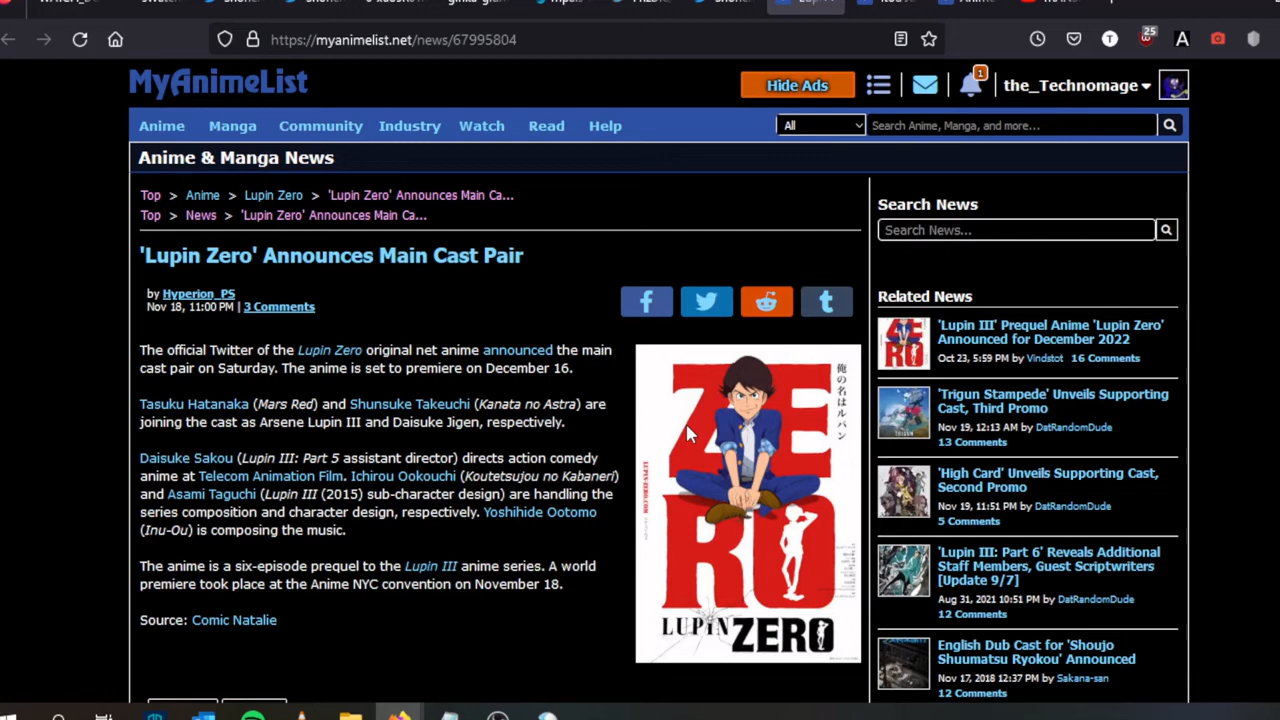 https://myanimelist.net/news/67995804
25
MyAnimeList
Hide Ads
1
the_Technomage
Anime Manga Community Industry Watch Read Help
All
Search Anime, Manga, and more...
Anime & Manga News
Top > Anime > Lupin Zero > 'Lupin Zero' Announces Main Ca...
Top > News > 'Lupin Zero' Announces Main Ca...
'Lupin Zero' Announces Main Cast Pair
by Hyperion_PS
Nov 18, 11:00 PM | 3 Comments
The official Twitter of the Lupin Zero original net anime announced the main
cast pair on Saturday. The anime is set to premiere on December 16.
Tasuku Hatanaka (Mars Red) and Shunsuke Takeuchi (Kanata no Astra) are
joining the cast as Arsene Lupin III and Daisuke Jigen, respectively.
Daisuke Sakou (Lupin III: Part 5 assistant director) directs action comedy
anime at Telecom Animation Film. Ichirou Ookouchi (Koutetsujou no Kabaneri)
and Asami Taguchi (Lupin III (2015) sub-character design) are handling the
series composition and character design, respectively. Yoshihide Ootomo
(Inu-Ou) is composing the music.
The anime is a six-episode prequel to the Lupin III anime series. A world
premiere took place at the Anime NYC convention on November 18.
Source: Comic Natalie
ZE
RO
俺の名はルパン
LUPIN ZERO
Search News
Search News...
Related News
'Lupin III' Prequel Anime 'Lupin Zero'
Announced for December 2022
Oct 23, 5:59 PM by Vindstot 16 Comments
'Trigun Stampede' Unveils Supporting
Cast, Third Promo
Nov 19, 12:13 AM by DatRandomDude
13 Comments
'High Card' Unveils Supporting Cast,
Second Promo
Nov 19, 11:51 PM by DatRandomDude
5 Comments
'Lupin III: Part 6' Reveals Additional
Staff Members, Guest Scriptwriters
[Update 9/7]
Aug 31, 2021 10:51 PM by DatRandomDude
12 Comments
English Dub Cast for 'Shoujo
Shuumatsu Ryokou' Announced
Nov 17, 2018 12:37 PM by Sakana-san
12 Comments